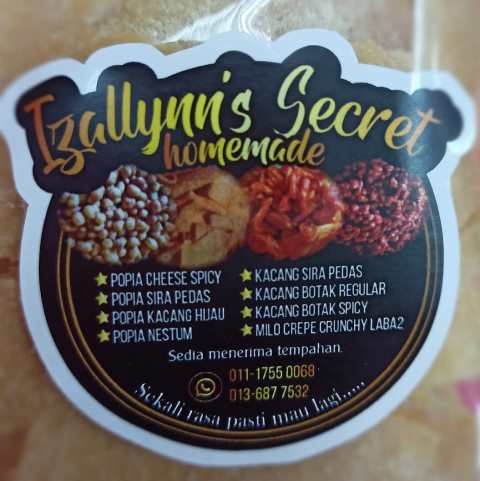 Izallynn's Secret
homemade
POPIA CHEESE SPICY
POPIA SIRA PEDAS
POPIA KACANG HIJAU
POPIA NESTUM
KACANG SIRA PEDAS
KACANG BOTAK REGULAR
KACANG BOTAK SPICY
MILO CREPE CRUNCHY LABA2
Sedia menerima tempahan.
011-1755 0068
013-687 7532
Sekali rasa pasti mau lagi.....